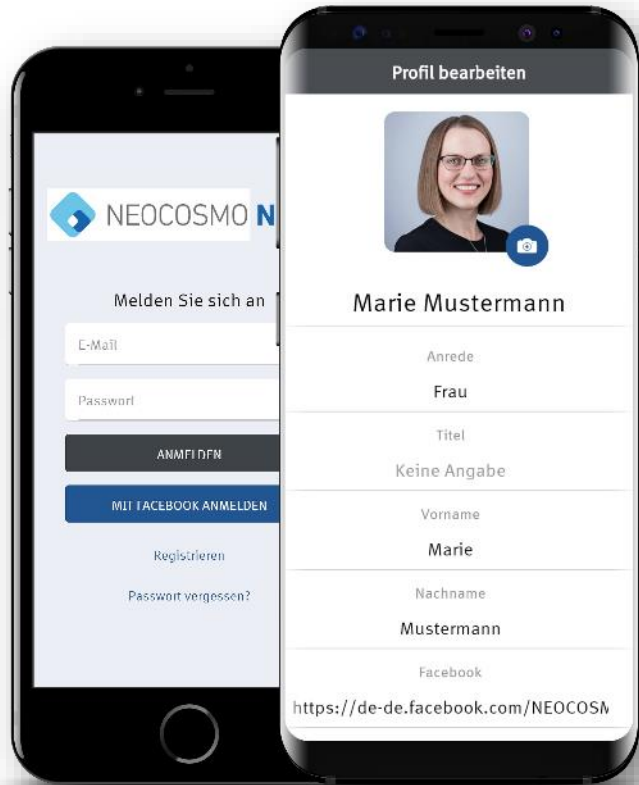 NEOCOSMO N
Melden Sie sich an
E-Mail
Passwort
ANMELDEN
MIT FACEBOOK ANMELDEN
Registrieren
Passwort vergessen?
Profil bearbeiten
Marie Mustermann
Anrede
Frau
Titel
Keine Angabe
Vorname
Marie
Nachname
Mustermann
Facebook
https://de-de.facebook.com/NEOCOSM